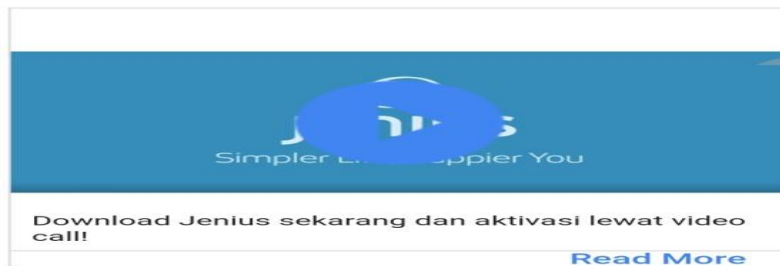 Simpler
You
Download Jenius sekarang dan aktivasi lewat video
call!
Read More